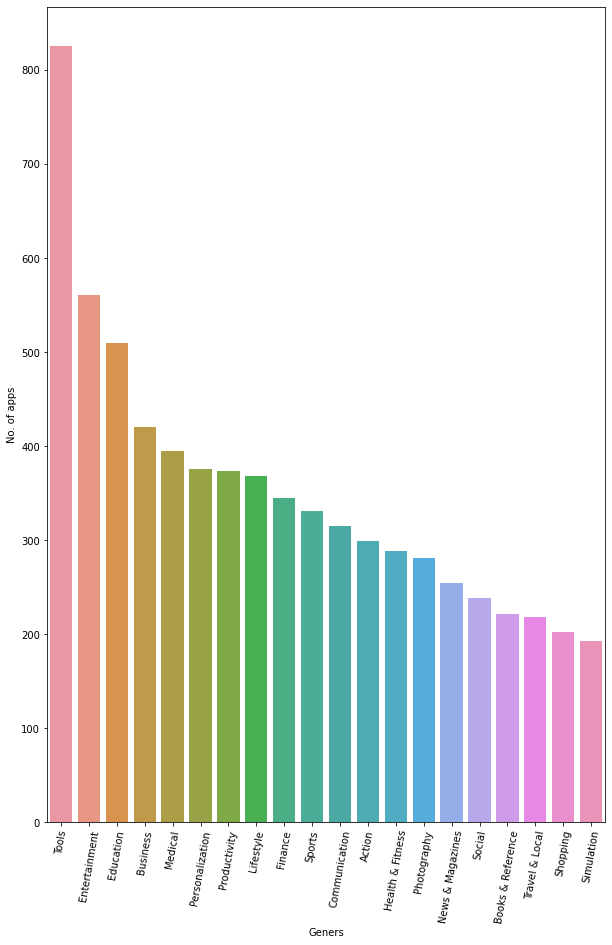 800
700
600
500
400
300
200
100
0
No. of apps
Tools
Entertainment
Education
Business
Medical
Personalization
Productivity
Lifestyle
Finance
Sports
Communication
Action
Health & Fitness
Photography
News & Magazines
Social
Books & Reference
Travel & Local
Shopping
Simulation
Geners